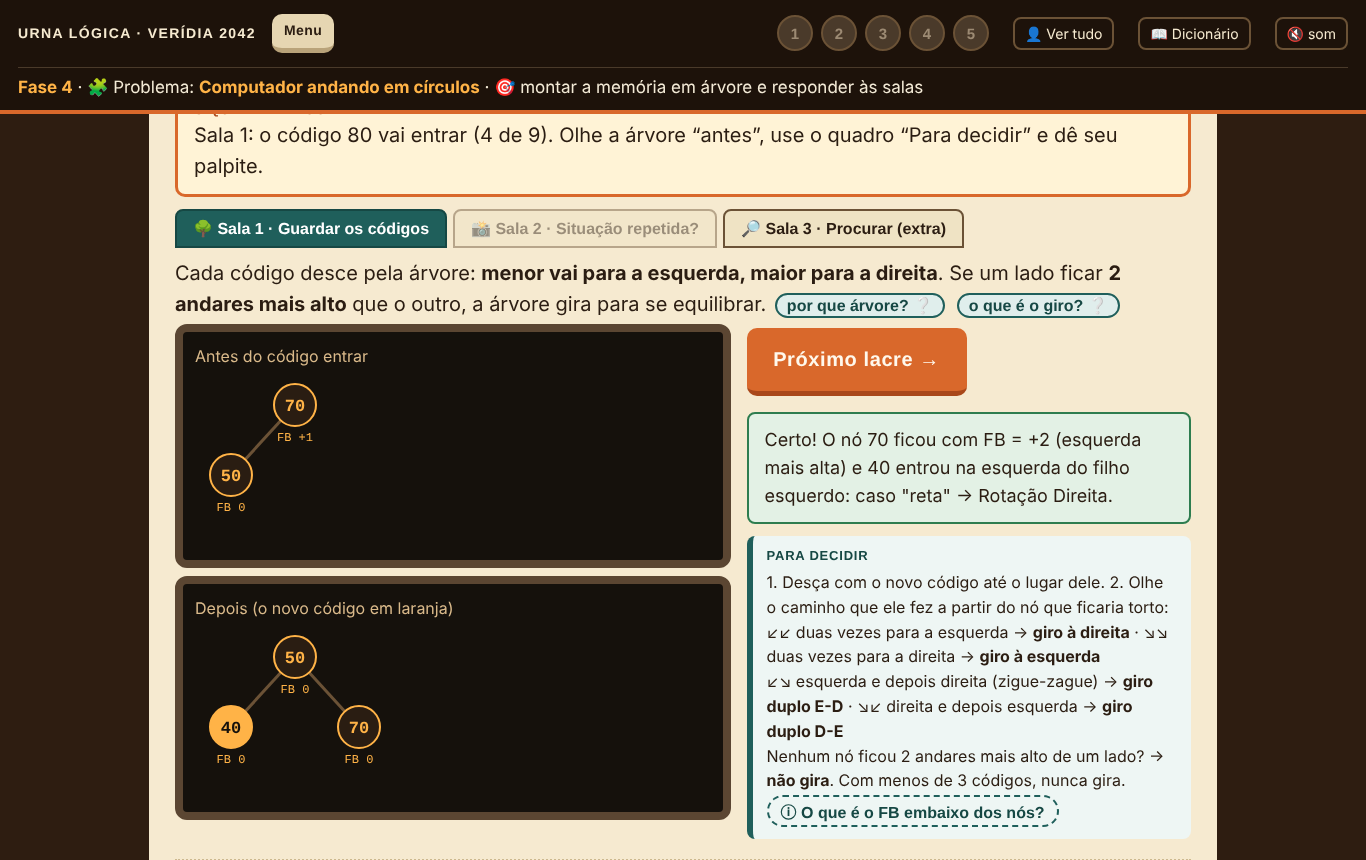 URNA LÓGICA · VERÍDIA 2042
Menu
1 2 3 4 5
👤 Ver tudo
📖 Dicionário
🔇 som
Fase 4 · 🧩 Problema: Computador andando em círculos · 🎯 montar a memória em árvore e responder às salas
Sala 1: o código 80 vai entrar (4 de 9). Olhe a árvore “antes”, use o quadro “Para decidir” e dê seu
palpite.
🌳 Sala 1 · Guardar os códigos
📸 Sala 2 · Situação repetida?
🔎 Sala 3 · Procurar (extra)
Cada código desce pela árvore: menor vai para a esquerda, maior para a direita. Se um lado ficar 2
andares mais alto que o outro, a árvore gira para se equilibrar. por que árvore? ❔ o que é o giro? ❔
Antes do código entrar
70
FB +1
50
FB 0
Depois (o novo código em laranja)
50
FB 0
40 70
FB 0 FB 0
Próximo lacre →
Certo! O nó 70 ficou com FB = +2 (esquerda
mais alta) e 40 entrou na esquerda do filho
esquerdo: caso "reta" → Rotação Direita.
PARA DECIDIR
1. Desça com o novo código até o lugar dele. 2. Olhe
o caminho que ele fez a partir do nó que ficaria torto:
↙↙ duas vezes para a esquerda → giro à direita · ↘↘
duas vezes para a direita → giro à esquerda
↙↘ esquerda e depois direita (zigue-zague) → giro
duplo E-D · ↘↙ direita e depois esquerda → giro
duplo D-E
Nenhum nó ficou 2 andares mais alto de um lado? →
não gira. Com menos de 3 códigos, nunca gira.
ⓘ O que é o FB embaixo dos nós?